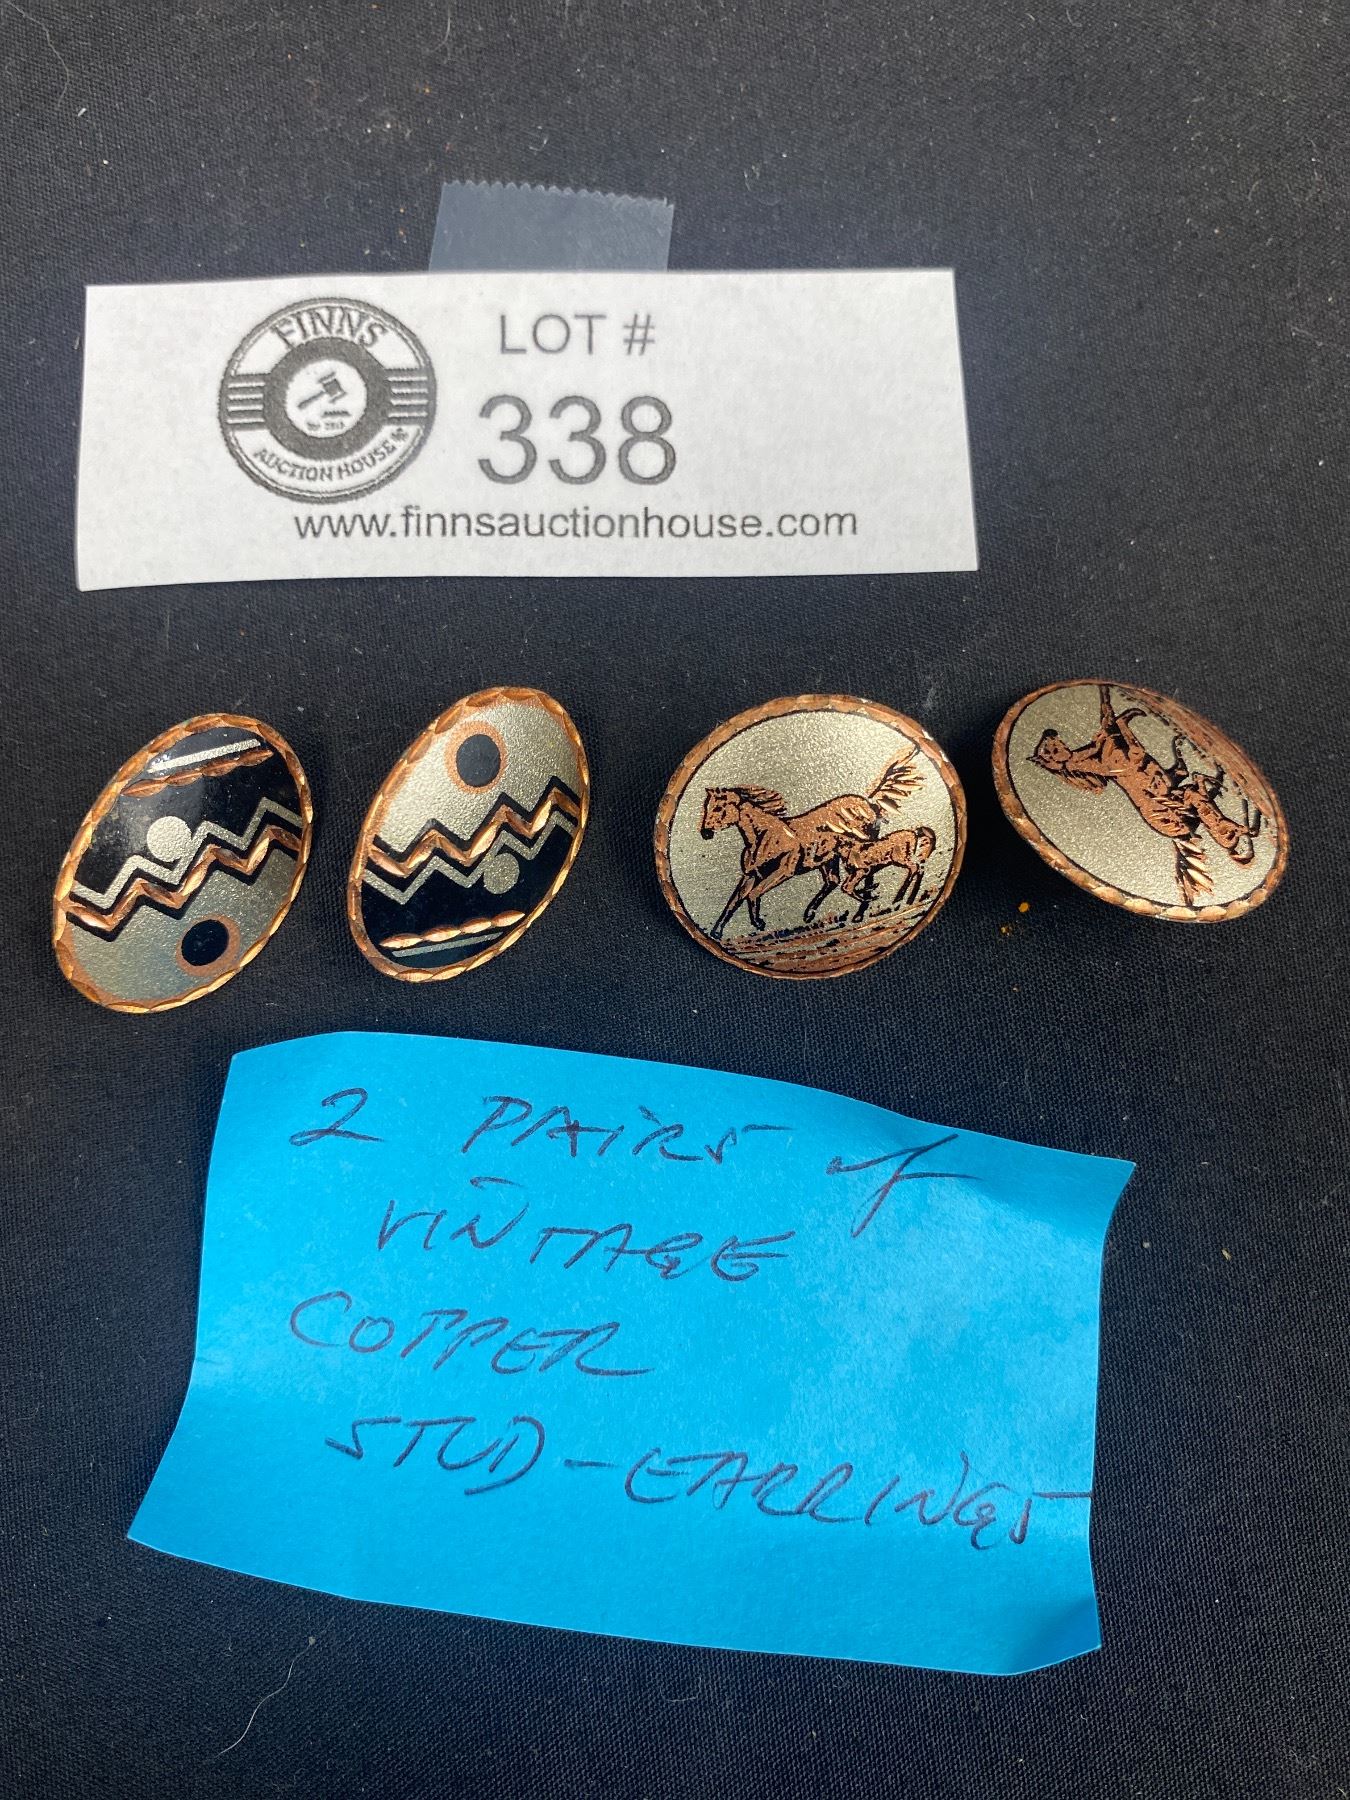 FINNS
AUCTION HOUSE
LOT #
338
www.finnsauctionhouse.com
2 PAIRS of
VINTAGE
COPPER
STUD-EARRINGS